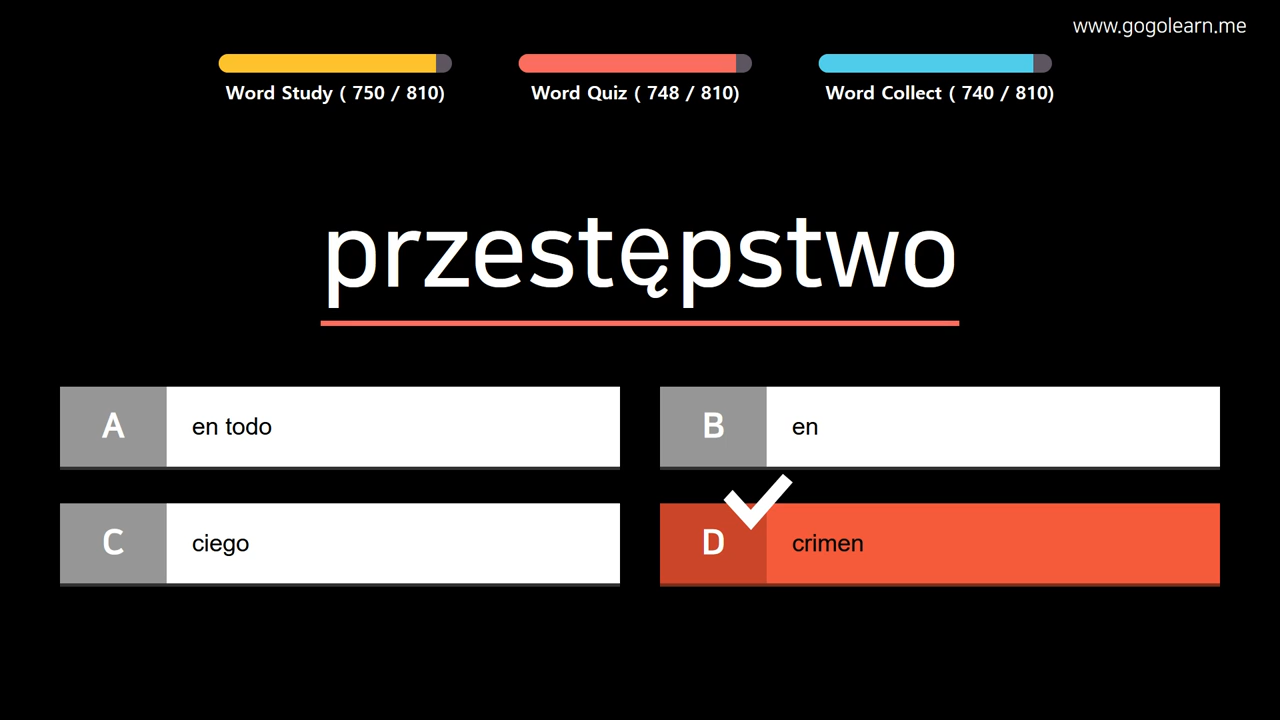 www.gogolearn.me
Word Study ( 750 / 810)
Word Quiz ( 748 / 810)
Word Collect ( 740 / 810)
przestępstwo
A en todo
B en
C ciego
D crimen